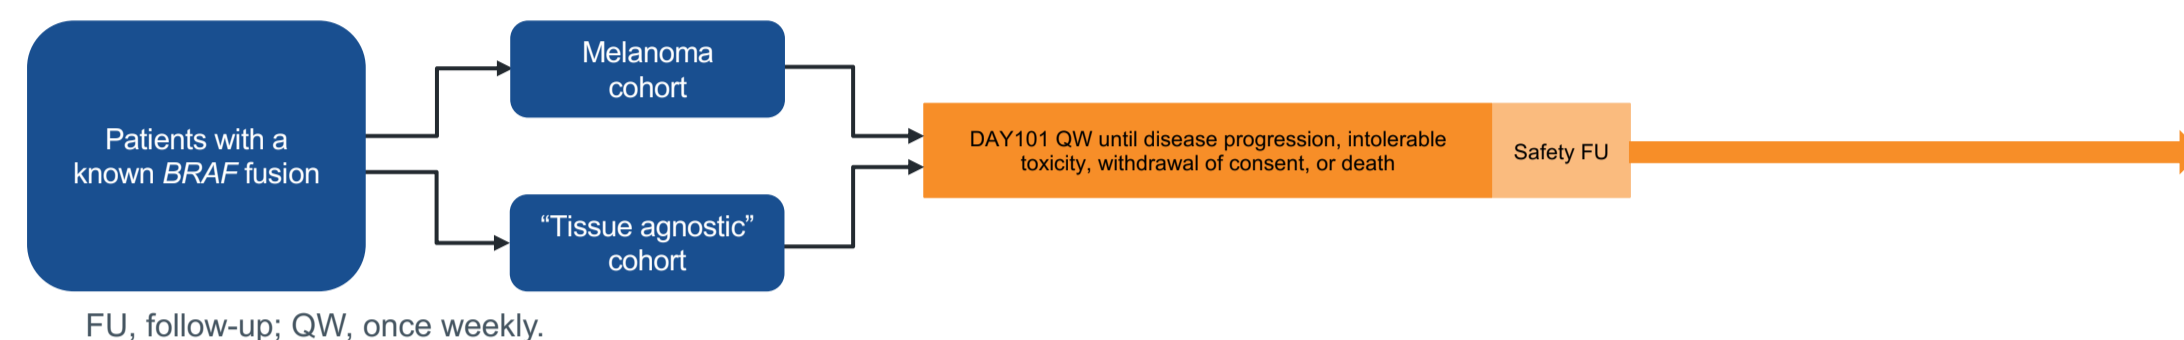 Patients with a
known BRAF fusion
Melanoma
cohort
“Tissue agnostic”
cohort
DAY101 QW until disease progression, intolerable
toxicity, withdrawal of consent, or death
Safety FU
FU, follow-up; QW, once weekly.